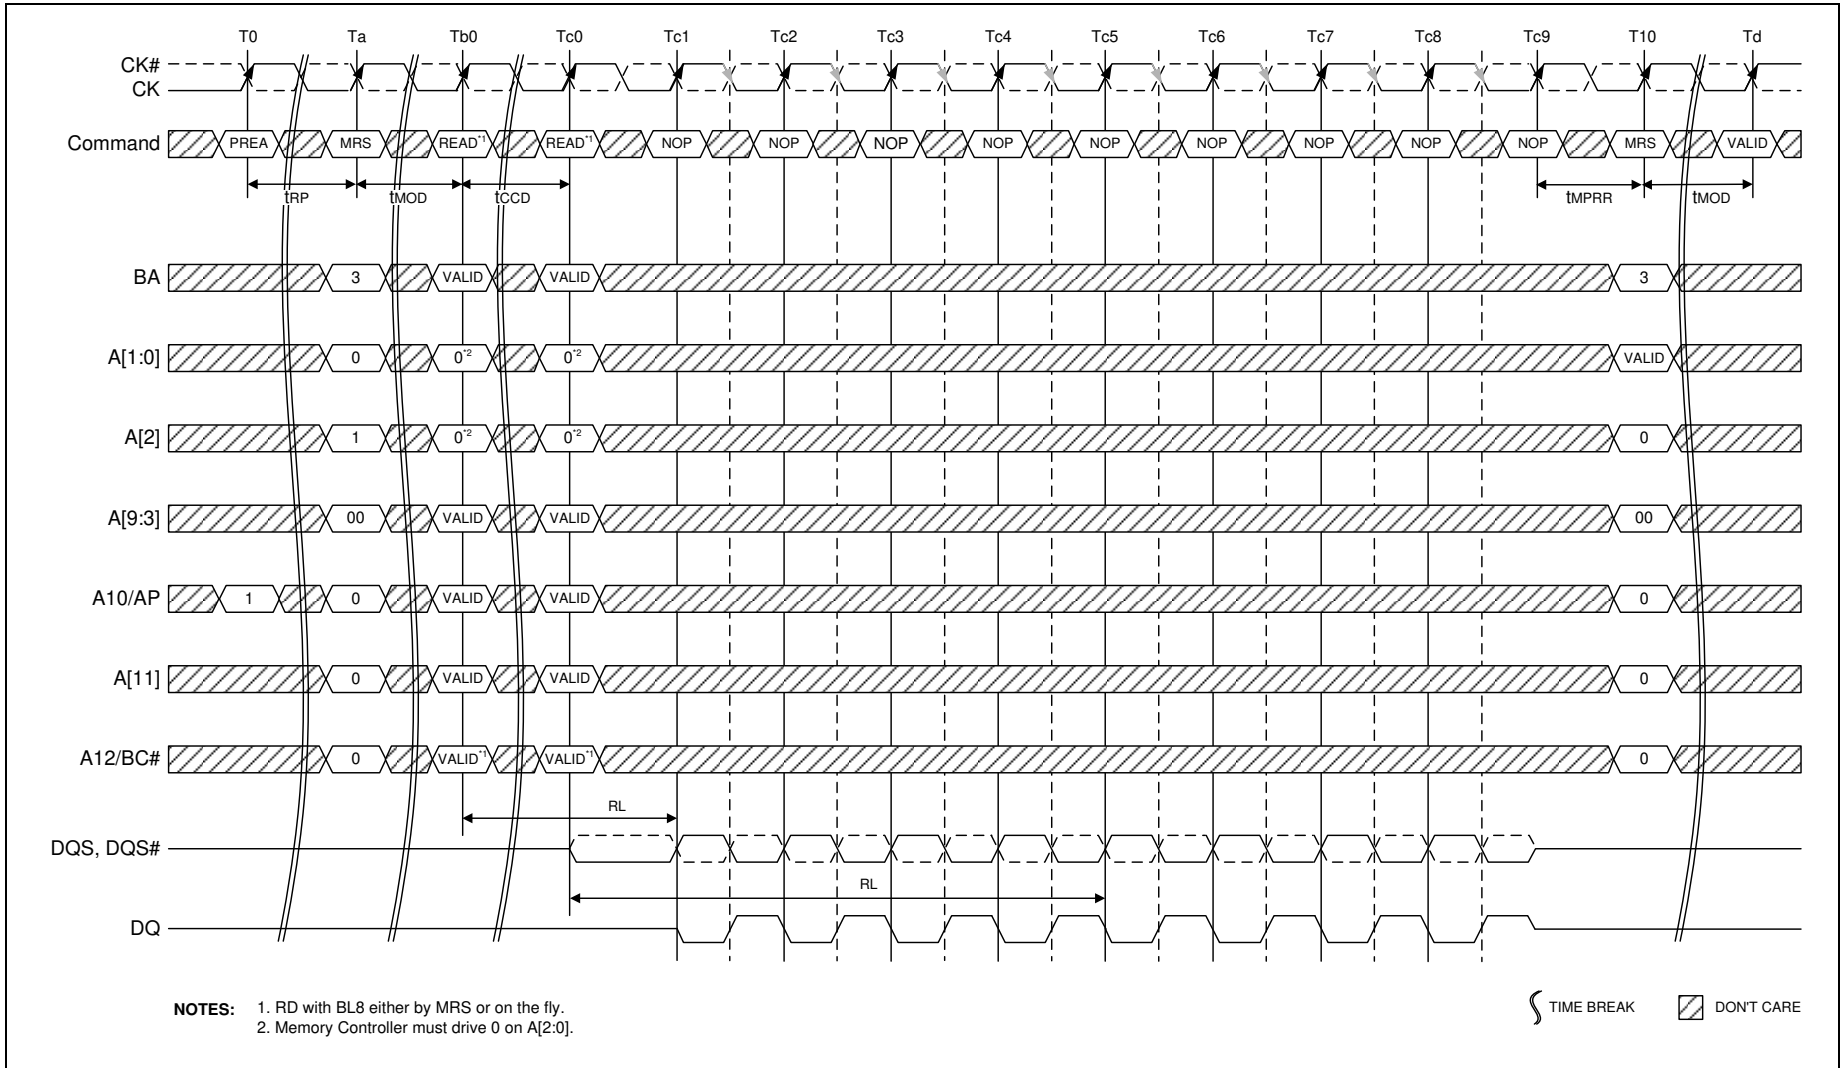 T0 Ta Tb0 Tc0 Tc1 Tc2 Tc3 Tc4 Tc5 Tc6 Tc7 Tc8 Tc9 T10 Td
CK#
CK
Command PREA MRS READ*1 READ*1 NOP NOP NOP NOP NOP NOP NOP NOP NOP MRS VALID
tRP tMOD tCCD tMPRR tMOD
BA 3 VALID VALID 3
A[1:0] 0 0*2 0*2 VALID
A[2] 1 0*2 0*2 0
A[9:3] 00 VALID VALID 00
A10/AP 1 0 VALID VALID 0
A[11] 0 VALID VALID 0
A12/BC# 0 VALID*1 VALID*1 0
RL
DQS, DQS#
RL
DQ
NOTES: 1. RD with BL8 either by MRS or on the fly.
2. Memory Controller must drive 0 on A[2:0].
TIME BREAK DON'T CARE